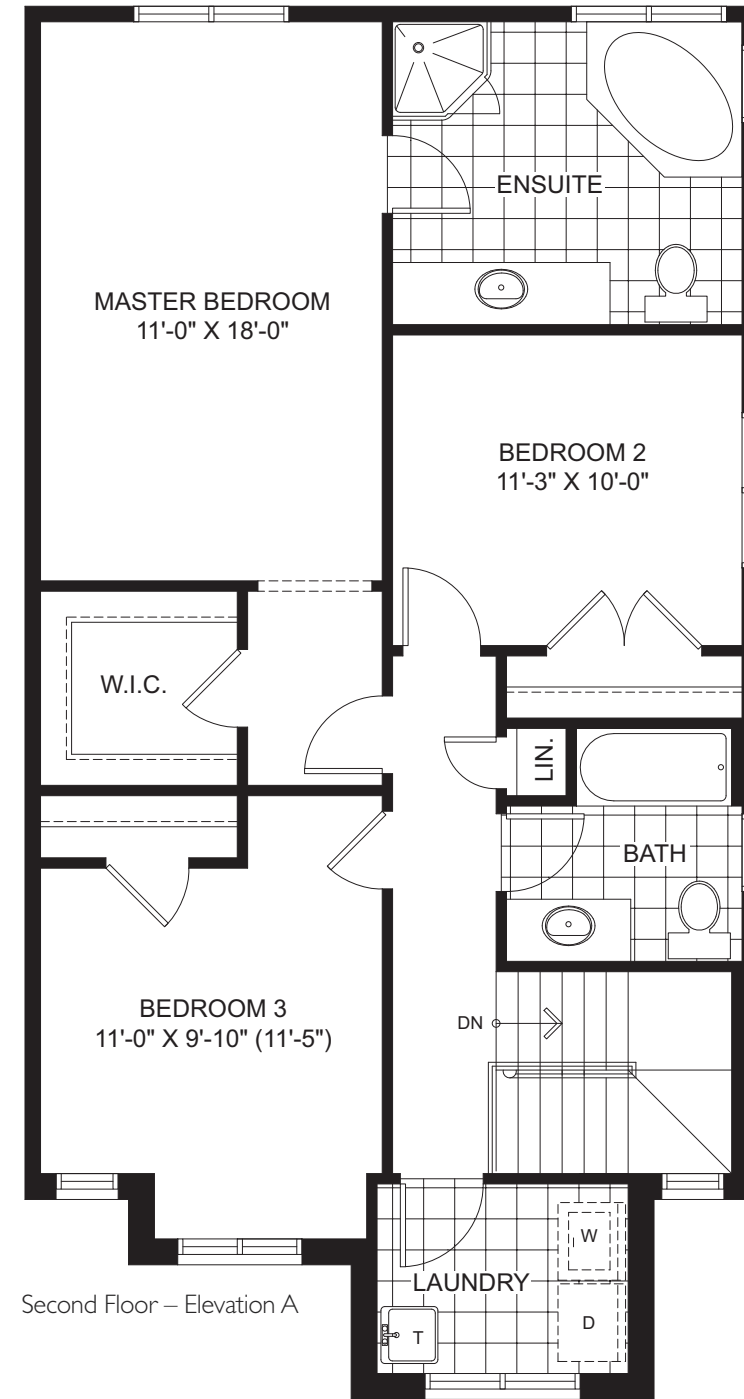 ENSUITE
MASTER BEDROOM
11'-0" X 18'-0"
BEDROOM 2
11'-3" X 10'-0"
W.I.C.
LIN.
BATH
BEDROOM 3
11'-0" X 9'-10" (11'-5")
DN
W
LAUNDRY
D
T
Second Floor – Elevation A